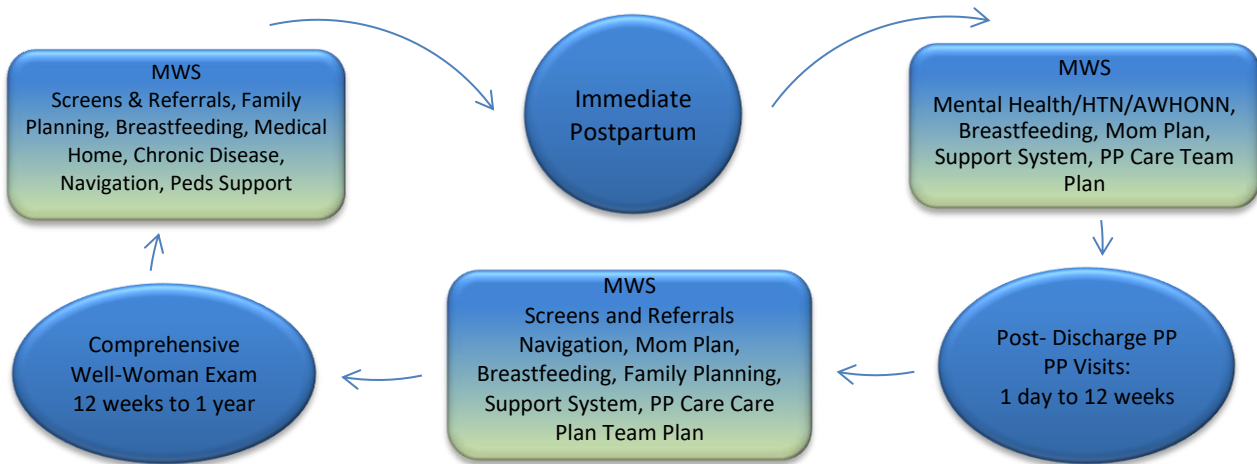 MWS
Screens & Referrals, Family
Planning, Breastfeeding, Medical
Home, Chronic Disease,
Navigation, Peds Support
Immediate
Postpartum
MWS
Mental Health/HTN/AWHONN,
Breastfeeding, Mom Plan,
Support System, PP Care Team
Plan
Comprehensive
Well-Woman Exam
12 weeks to 1 year
MWS
Screens and Referrals
Navigation, Mom Plan,
Breastfeeding, Family Planning,
Support System, PP Care Care
Plan Team Plan
Post- Discharge PP
PP Visits:
1 day to 12 weeks